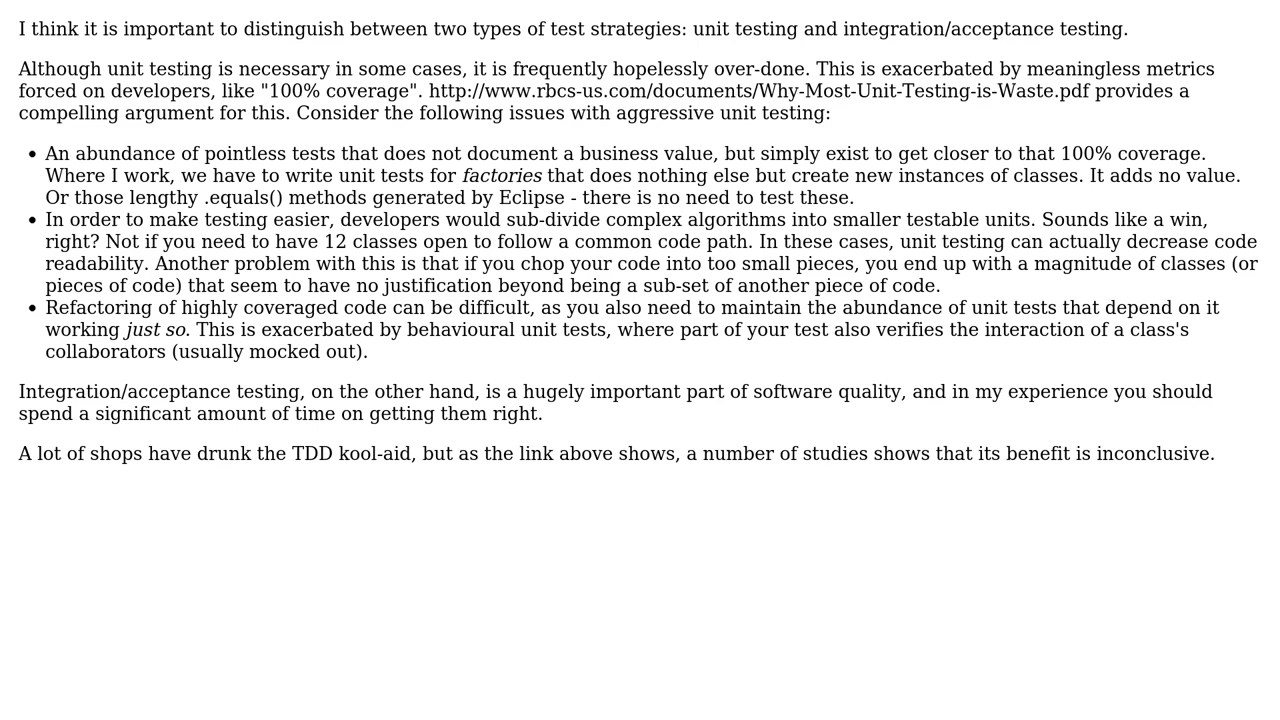 I think it is important to distinguish between two types of test strategies: unit testing and integration/acceptance testing.
Although unit testing is necessary in some cases, it is frequently hopelessly over-done. This is exacerbated by meaningless metrics
forced on developers, like "100% coverage". http://www.rbcs-us.com/documents/Why-Most-Unit-Testing-is-Waste.pdf provides a
compelling argument for this. Consider the following issues with aggressive unit testing:
• An abundance of pointless tests that does not document a business value, but simply exist to get closer to that 100% coverage.
Where I work, we have to write unit tests for factories that does nothing else but create new instances of classes. It adds no value.
Or those lengthy .equals() methods generated by Eclipse - there is no need to test these.
• In order to make testing easier, developers would sub-divide complex algorithms into smaller testable units. Sounds like a win,
right? Not if you need to have 12 classes open to follow a common code path. In these cases, unit testing can actually decrease code
readability. Another problem with this is that if you chop your code into too small pieces, you end up with a magnitude of classes (or
pieces of code) that seem to have no justification beyond being a sub-set of another piece of code.
• Refactoring of highly coveraged code can be difficult, as you also need to maintain the abundance of unit tests that depend on it
working just so. This is exacerbated by behavioural unit tests, where part of your test also verifies the interaction of a class's
collaborators (usually mocked out).
Integration/acceptance testing, on the other hand, is a hugely important part of software quality, and in my experience you should
spend a significant amount of time on getting them right.
A lot of shops have drunk the TDD kool-aid, but as the link above shows, a number of studies shows that its benefit is inconclusive.